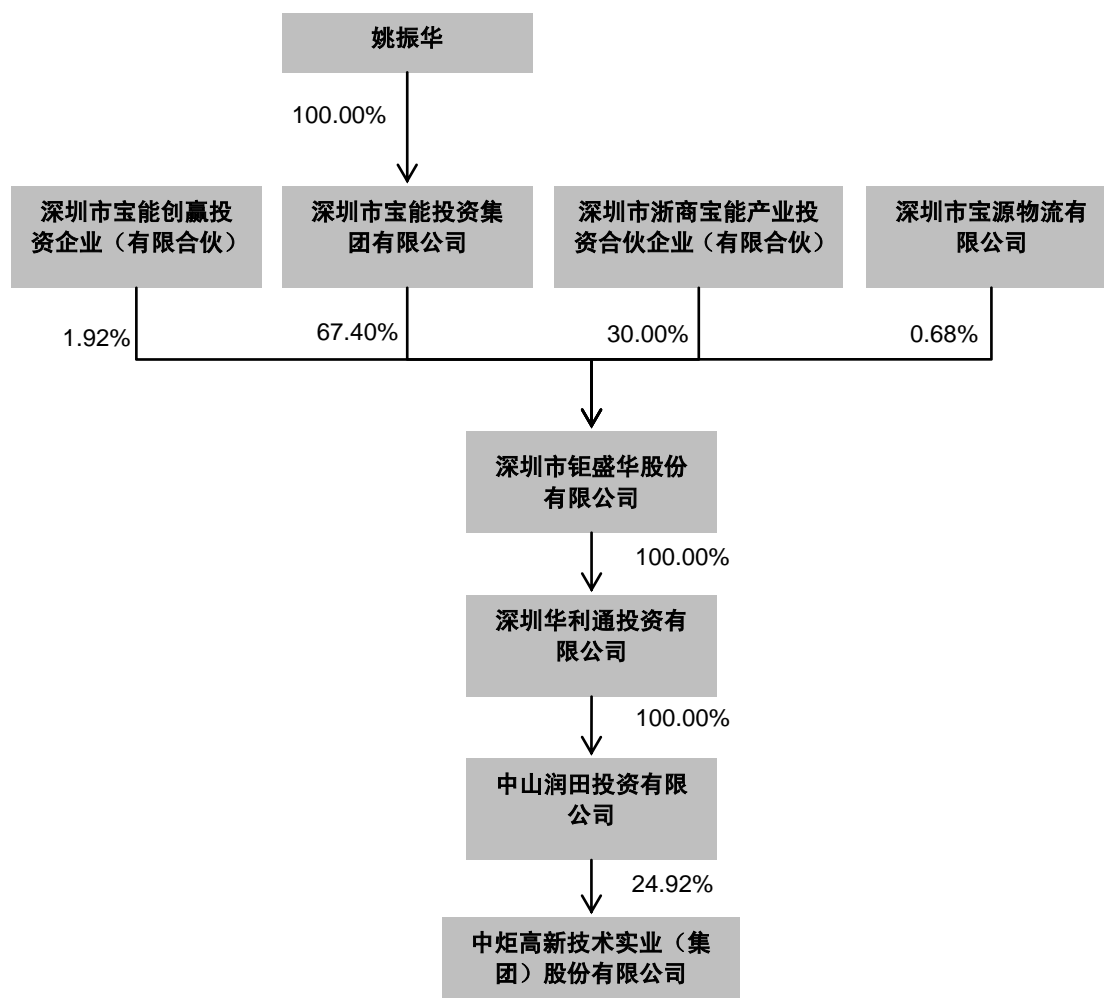 姚振华
100.00%
深圳市宝能创赢投
资企业（有限合伙）
深圳市宝能投资集
团有限公司
深圳市浙商宝能产业投
资合伙企业（有限合伙）
深圳市宝源物流有
限公司
1.92%
67.40%
30.00%
0.68%
深圳市钜盛华股份
有限公司
100.00%
深圳华利通投资有
限公司
100.00%
中山润田投资有限
公司
24.92%
中炬高新技术实业（集
团）股份有限公司